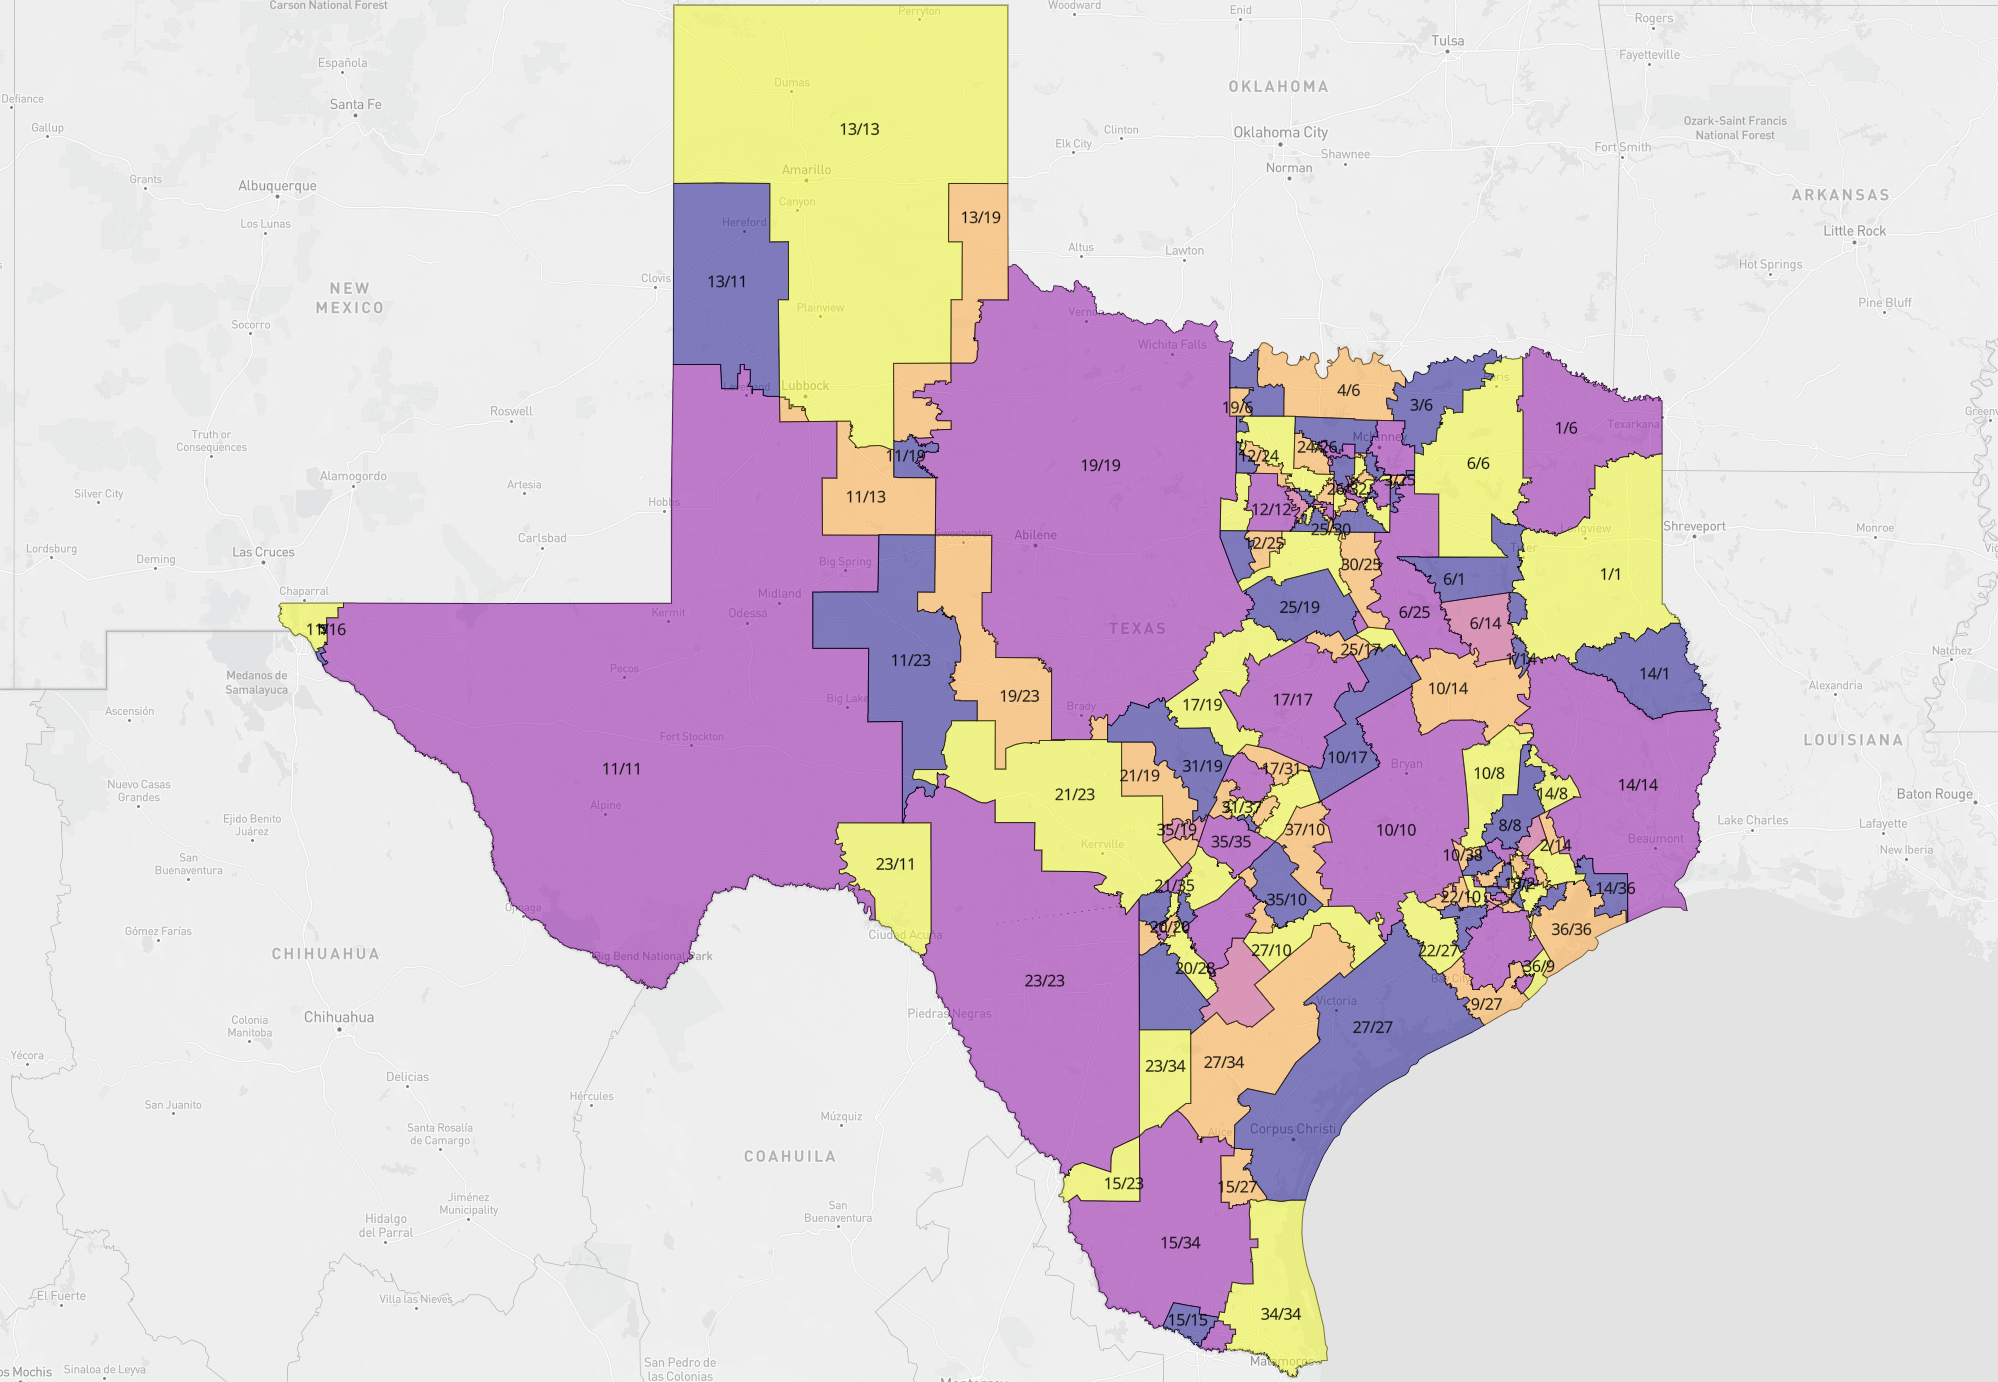 Carson National Forest
Perryton
Woodward
Enid
Rogers
Tulsa
Fayetteville
Española
Dumas
OKLAHOMA
Defiance
Santa Fe
Gallup
13/13
Clinton
Oklahoma City
Ozark-Saint Francis
National Forest
Elk City
Shawnee
Fort Smith
Amarillo
Norman
Grants
Albuquerque
ARKANSAS
Canyon
13/19
Los Lunas
Hereford
Little Rock
Altus
Lawton
Hot Springs
Clovis
13/11
NEW
MEXICO
Plainview
Pine Bluff
Socorro
Wichita Falls
Lubbock
4/6
3/6
19/6
Roswell
1/6
Texarkana
Truth or
Consequences
McKinney
12/24
11/19
19/19
6/6
Alamogordo
Artesia
3/25
Silver City
11/13
Hobbs
12/12
25/30
Shreveport
Monroe
Abilene
Sweetwater
Carlsbad
Lordsburg
Deming
Las Cruces
12/25
Big Spring
30/25
1/1
6/1
Chaparral
Midland
Odessa
Kermit
25/19
6/25
6/14
TEXAS
25/17
11/23
1/14
Natchez
Pecos
Medanos de
Samalayuca
14/1
10/14
Alexandria
19/23
17/17
17/19
Big Lake
Brady
Ascensión
Fort Stockton
LOUISIANA
10/17
Bryan
31/19
17/31
11/11
10/8
21/19
Nuevo Casas
Grandes
14/14
21/23
14/8
Baton Rouge
Alpine
31/37
Ejido Benito
Juárez
Lake Charles
Lafayette
8/8
37/10
10/10
35/19
35/35
Beaumont
Kerrville
2/14
New Iberia
10/38
San
Buenaventura
23/11
21/35
14/36
22/10
35/10
Ojinaga
Gómez Farías
20/20
36/36
Ciudad Acuña
CHIHUAHUA
Big Bend National Park
27/10
22/27
20/28
36/9
23/23
Victoria
9/27
Piedras Negras
Chihuahua
Colonia
Manitoba
27/27
Yécora
23/34
27/34
Delicias
Hércules
San Juanito
Múzquiz
Santa Rosalía
de Camargo
Alice
Corpus Christi
COAHUILA
15/23
15/27
Jiménez
Municipality
San
Buenaventura
Hidalgo
del Parral
15/34
El Fuerte
Villa las Nieves
34/34
15/15
Matamoros
San Pedro de
las Colonias
os Mochis
Sinaloa de Leyva